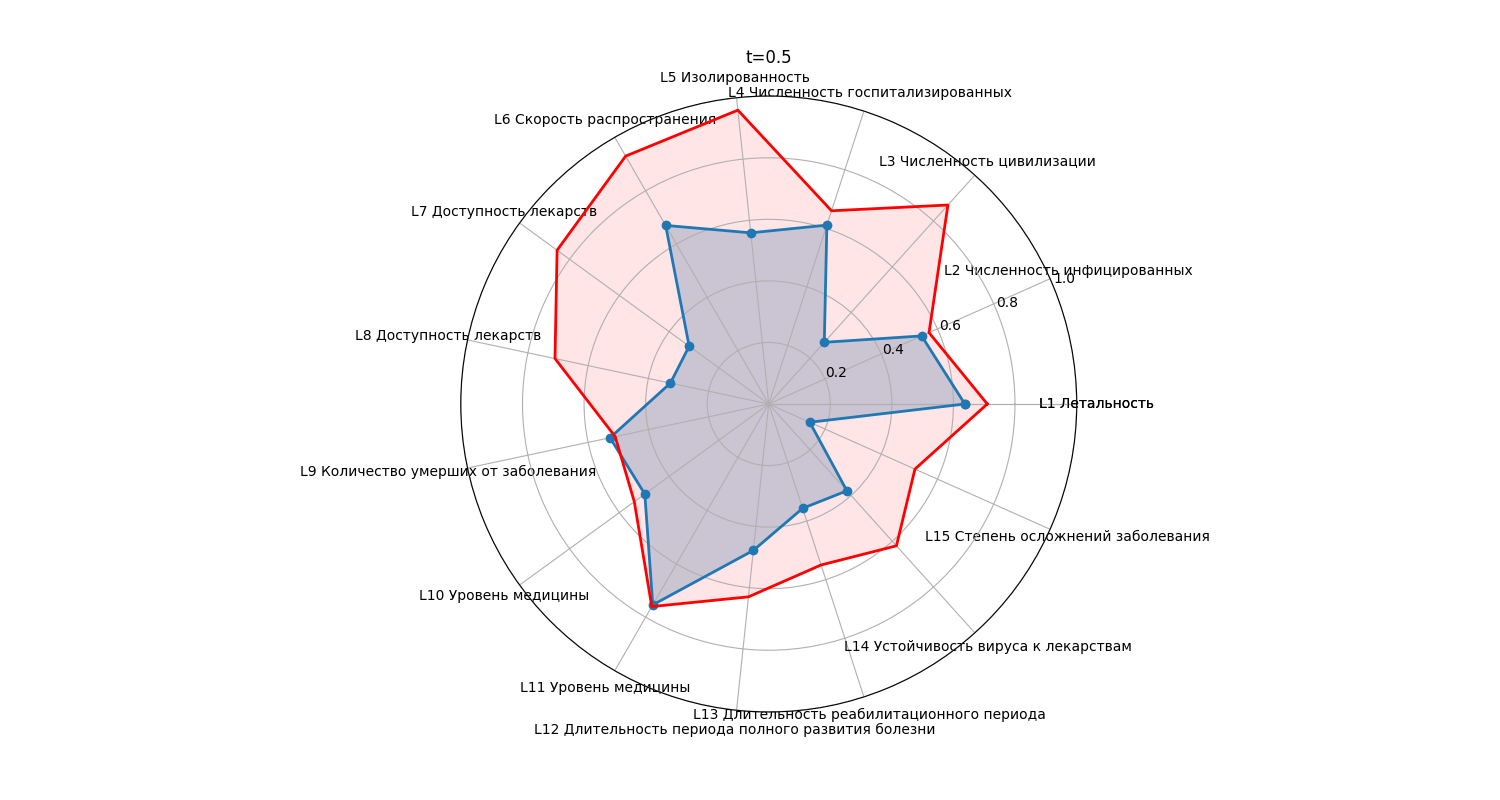 t=0.5
L5 Изолированность
L4 Численность госпитализированных
L6 Скорость распространения
L3 Численность цивилизации
L7 Доступность лекарств
L2 Численность инфицированных
1.0
0.8
0.6
L8 Доступность лекарств
0.4
0.2
L1 Летальность
L9 Количество умерших от заболевания
L15 Степень осложнений заболевания
L10 Уровень медицины
L14 Устойчивость вируса к лекарствам
L11 Уровень медицины
L13 Длительность реабилитационного периода
L12 Длительность периода полного развития болезни